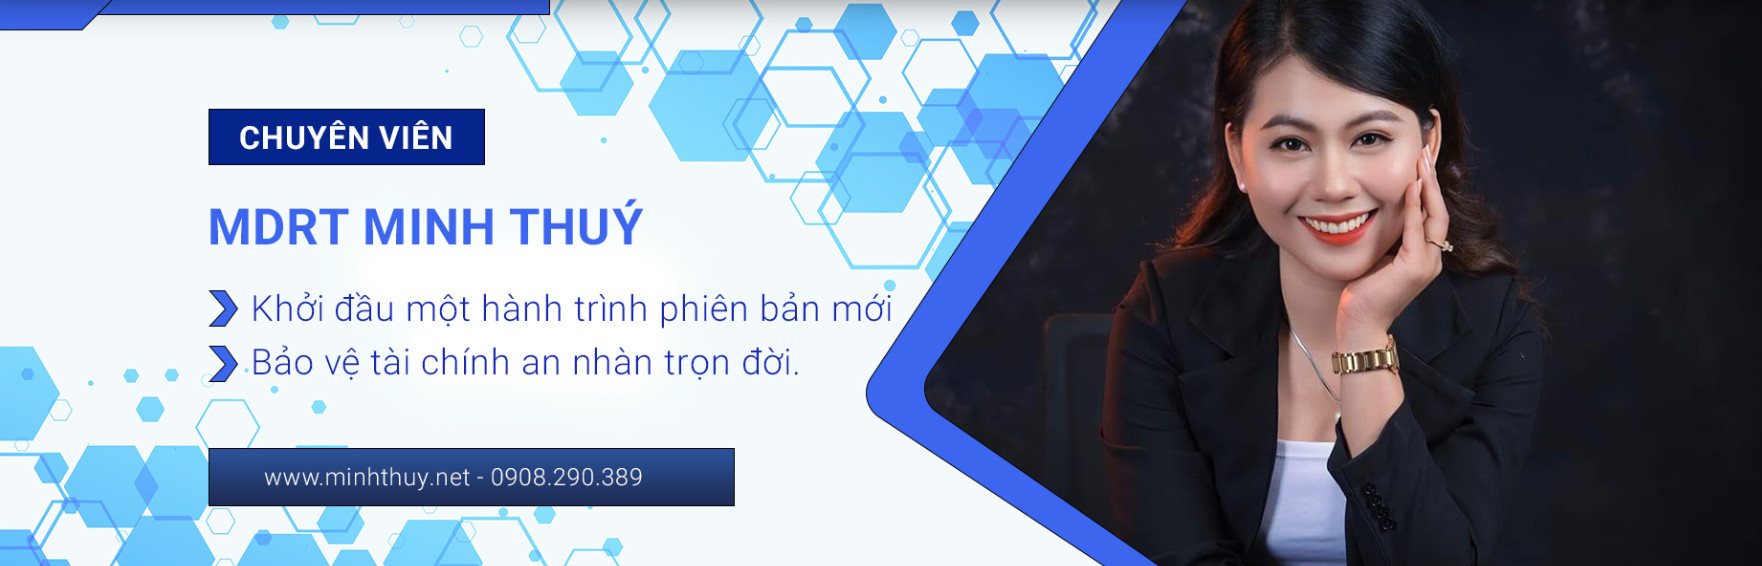 CHUYÊN VIÊN
MDRT MINH THUÝ
Khởi đầu một hành trình phiên bản mới
Bảo vệ tài chính an nhàn trọn đời.
www.minhthuy.net - 0908.290.389